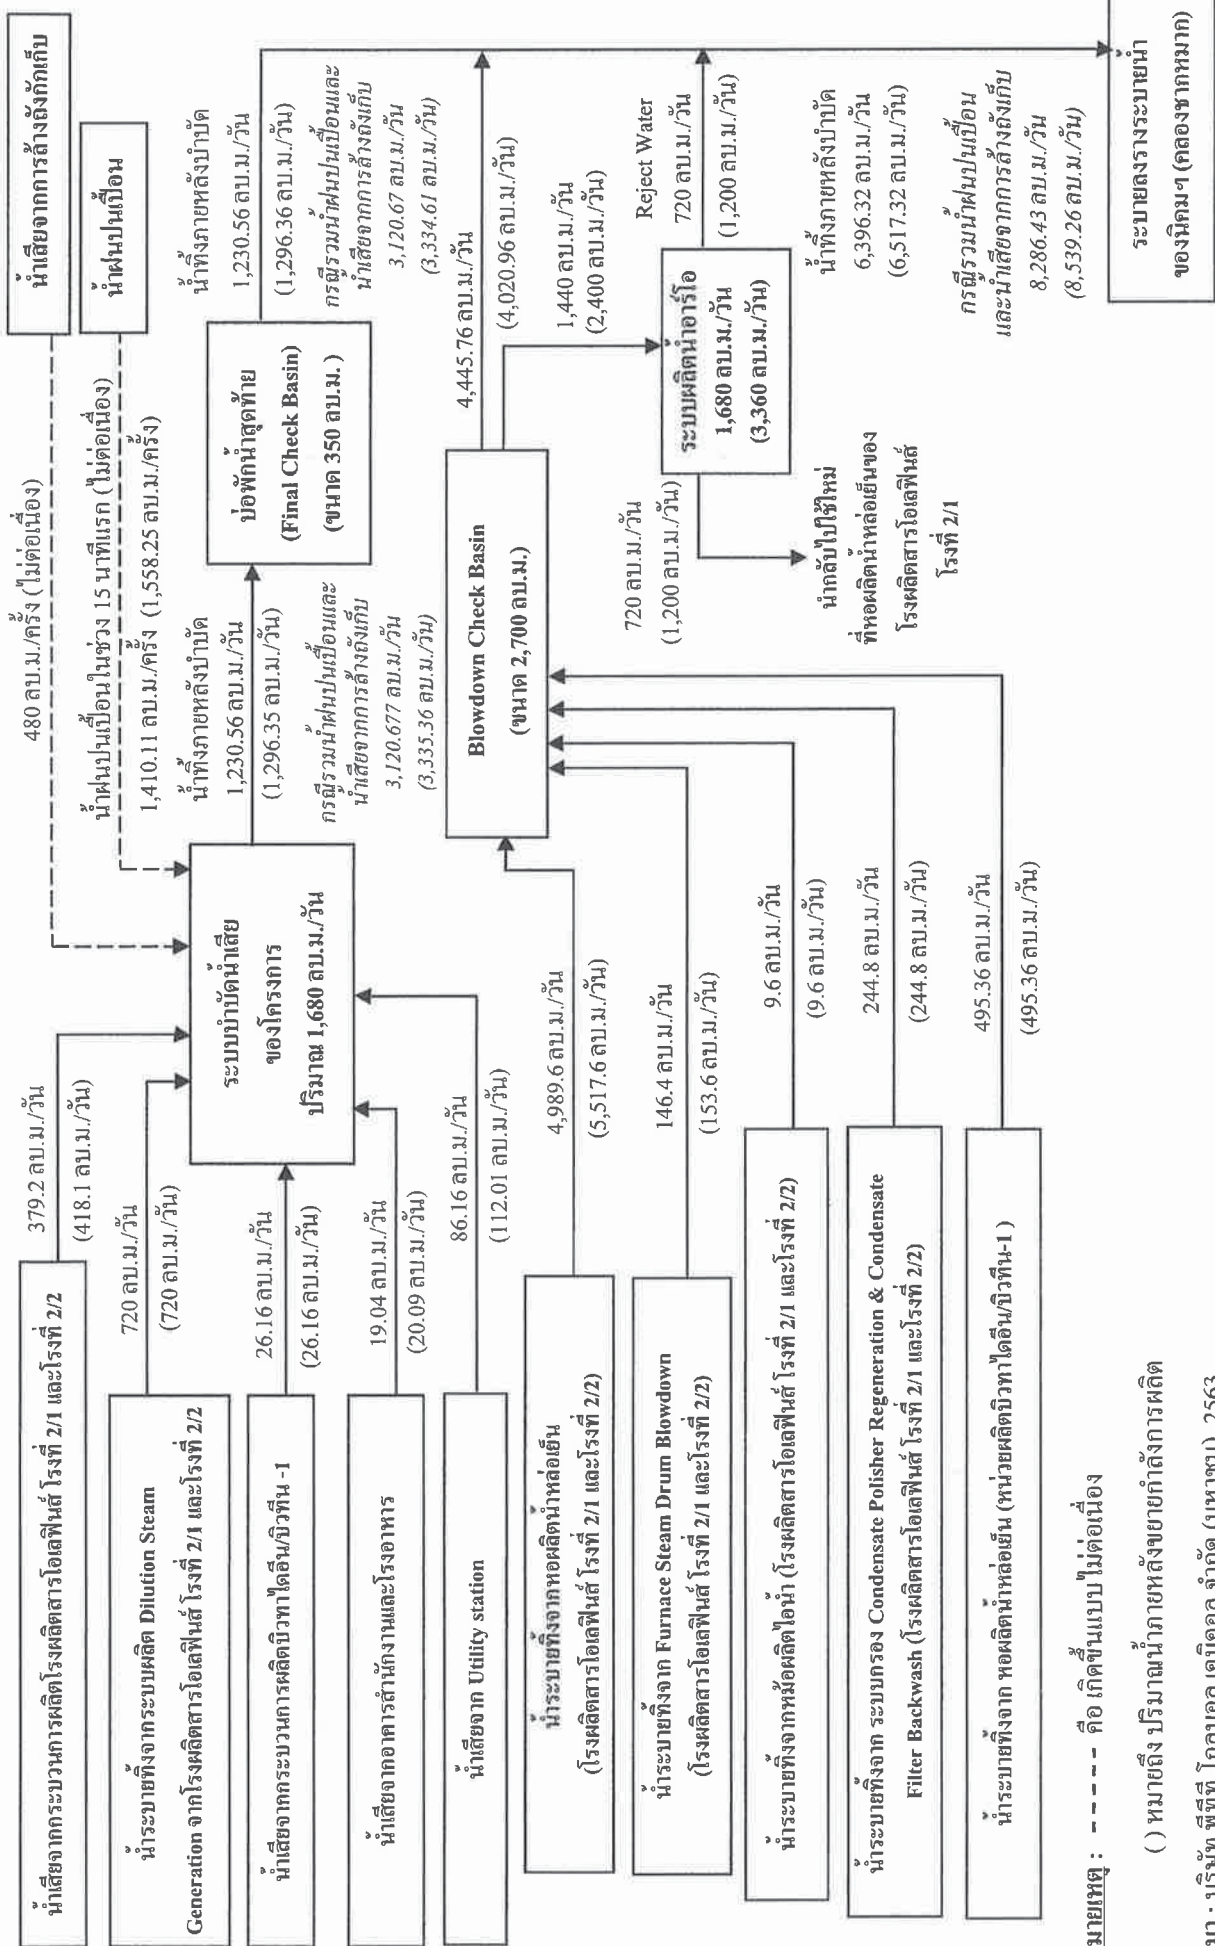 น้ำเสียจากกระบวนการผลิตโรงผลิตสารโอเลฟินส์ โรงที่ 2/1 และโรงที่ 2/2
379.2 ลบ.ม./วัน
(418.1 ลบ.ม./วัน)
น้ำระบายทิ้งจากระบบผลิต Dilution Steam
Generation จากโรงผลิตสารโอเลฟินส์ โรงที่ 2/1 และโรงที่ 2/2
720 ลบ.ม./วัน
(720 ลบ.ม./วัน)
น้ำเสียจากกระบวนการผลิตบิวทาไดอีน/บิวทีน -1
26.16 ลบ.ม./วัน
(26.16 ลบ.ม./วัน)
น้ำเสียจากอาคารสำนักงานและโรงอาหาร
19.04 ลบ.ม./วัน
(20.09 ลบ.ม./วัน)
น้ำเสียจาก Utility station
86.16 ลบ.ม./วัน
(112.01 ลบ.ม./วัน)
น้ำระบายทิ้งจากหอผลิตน้ำหล่อเย็น
(โรงผลิตสารโอเลฟินส์ โรงที่ 2/1 และโรงที่ 2/2)
4,989.6 ลบ.ม./วัน
(5,517.6 ลบ.ม./วัน)
น้ำระบายทิ้งจาก Furnace Steam Drum Blowdown
(โรงผลิตสารโอเลฟินส์ โรงที่ 2/1 และโรงที่ 2/2)
146.4 ลบ.ม./วัน
(153.6 ลบ.ม./วัน)
น้ำระบายทิ้งจากหม้อผลิตไอน้ำ (โรงผลิตสารโอเลฟินส์ โรงที่ 2/1 และโรงที่ 2/2)
9.6 ลบ.ม./วัน
(9.6 ลบ.ม./วัน)
น้ำระบายทิ้งจาก ระบบกรอง Condensate Polisher Regeneration & Condensate
Filter Backwash (โรงผลิตสารโอเลฟินส์ โรงที่ 2/1 และโรงที่ 2/2)
244.8 ลบ.ม./วัน
(244.8 ลบ.ม./วัน)
น้ำระบายทิ้งจาก หอผลิตน้ำหล่อเย็น (หน่วยผลิตบิวทาไดอีน/บิวทีน-1 )
495.36 ลบ.ม./วัน
(495.36 ลบ.ม./วัน)
ระบบบำบัดน้ำเสีย
ของโครงการ
ปริมาณ 1,680 ลบ.ม./วัน
น้ำเสียจากการล้างถังกักเก็บ
480 ลบ.ม./ครั้ง (ไม่ต่อเนื่อง)
น้ำฝนปนเปื้อน
น้ำฝนปนเปื้อนในช่วง 15 นาทีแรก (ไม่ต่อเนื่อง)
1,410.11 ลบ.ม./ครั้ง (1,558.25 ลบ.ม./ครั้ง)
น้ำทิ้งภายหลังบำบัด
1,230.56 ลบ.ม./วัน
(1,296.35 ลบ.ม./วัน)
กรณีรวมน้ำฝนปนเปื้อนและ
น้ำเสียจากการล้างถังเก็บ
3,120.677 ลบ.ม./วัน
(3,335.36 ลบ.ม./วัน)
บ่อพักน้ำสุดท้าย
(Final Check Basin)
(ขนาด 350 ลบ.ม. )
น้ำทิ้งภายหลังบำบัด
1,230.56 ลบ.ม./วัน
(1,296.36 ลบ.ม./วัน)
กรณีรวมน้ำฝนปนเปื้อนและ
น้ำเสียจากการล้างถังเก็บ
3,120.67 ลบ.ม./วัน
(3,334.61 ลบ.ม./วัน)
Blowdown Check Basin
(ขนาด 2,700 ลบ.ม.)
4,445.76 ลบ.ม./วัน
(4,020.96 ลบ.ม./วัน)
1,440 ลบ.ม./วัน
(2,400 ลบ.ม./วัน)
ระบบผลิตน้ำอาร์โอ
1,680 ลบ.ม./วัน
(3,360 ลบ.ม./วัน)
720 ลบ.ม./วัน
(1,200 ลบ.ม./วัน)
นำกลับไปใช้ใหม่
ที่หอผลิตน้ำหล่อเย็นของ
โรงผลิตสารโอเลฟินส์
โรงที่ 2/1
Reject Water
720 ลบ.ม./วัน
(1,200 ลบ.ม./วัน)
น้ำทิ้งภายหลังบำบัด
6,396.32 ลบ.ม./วัน
(6,517.32 ลบ.ม./วัน)
กรณีรวมน้ำฝนปนเปื้อน
และน้ำเสียจากการล้างถังเก็บ
8,286.43 ลบ.ม./วัน
(8,539.26 ลบ.ม./วัน)
ระบายลงรางระบายน้ำ
ของนิคมฯ (คลองชากหมาก)
มายเหตุ : ----- คือ เกิดขึ้นแบบไม่ต่อเนื่อง
( ) หมายถึง ปริมาณน้ำภายหลังขยายกำลังการผลิต
มา : บริษัท พีทีที โกลบอล เคมิคอล จำกัด (มหาชน), 2563